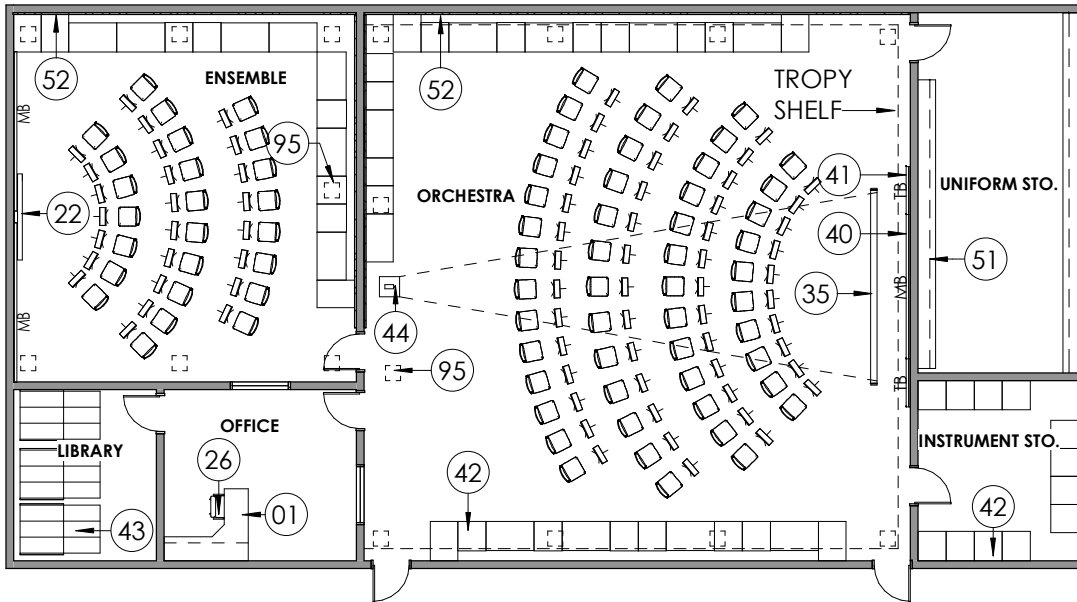 52
ENSEMBLE
52
TROPY
SHELF
MB
95
41
ORCHESTRA
TB
UNIFORM STO.
22
40
51
35
MB
44
MB
95
TB
OFFICE
LIBRARY
INSTRUMENT STO.
26
42
01
43
42